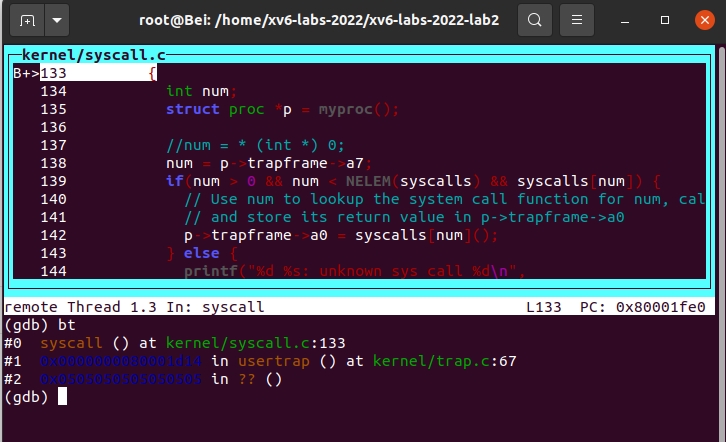 root@Bei: /home/xv6-labs-2022/xv6-labs-2022-lab2
kernel/syscall.c
B+>133 {
134 int num;
135 struct proc *p = myproc();
136
137 //num = * (int *) 0;
138 num = p->trapframe->a7;
139 if(num > 0 && num < NELEM(syscalls) && syscalls[num]) {
140 // Use num to lookup the system call function for num, cal
141 // and store its return value in p->trapframe->a0
142 p->trapframe->a0 = syscalls[num]();
143 } else {
144 printf("%d %s: unknown sys call %d\n",
remote Thread 1.3 In: syscall L133 PC: 0x80001fe0
(gdb) bt
#0 syscall () at kernel/syscall.c:133
#1 0x0000000080001d14 in usertrap () at kernel/trap.c:67
#2 0x0505050505050505 in ?? ()
(gdb)